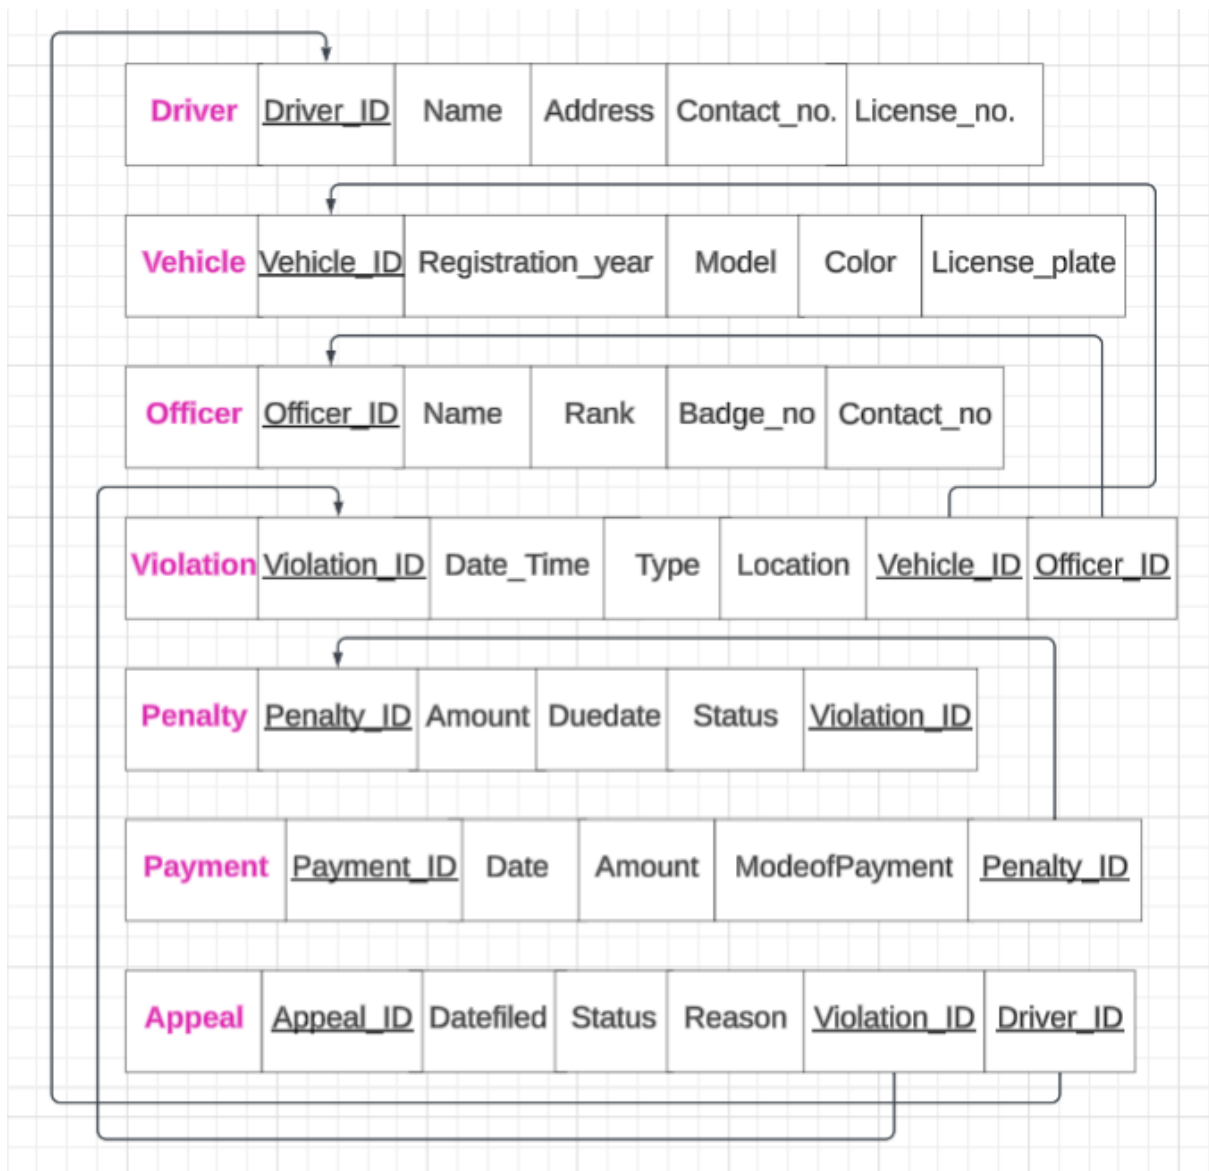 Driver Driver_ID Name Address Contact_no. License_no.
Vehicle Vehicle_ID Registration_year Model Color License_plate
Officer Officer_ID Name Rank Badge_no Contact_no
Violation Violation_ID Date_Time Type Location Vehicle_ID Officer_ID
Penalty Penalty_ID Amount Duedate Status Violation_ID
Payment Payment_ID Date Amount ModeofPayment Penalty_ID
Appeal Appeal_ID Datefiled Status Reason Violation_ID Driver_ID